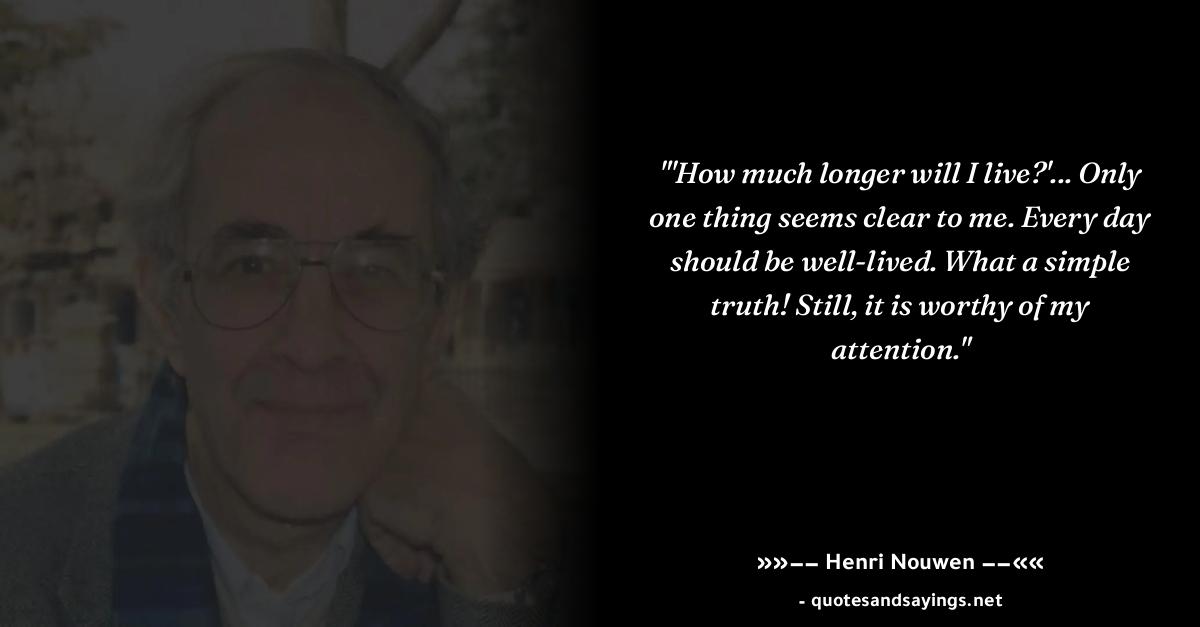 "'How much longer will I live?'... Only
one thing seems clear to me. Every day
should be well-lived. What a simple
truth! Still, it is worthy of my
attention."
»»–– Henri Nouwen ––««
- quotesandsayings.net